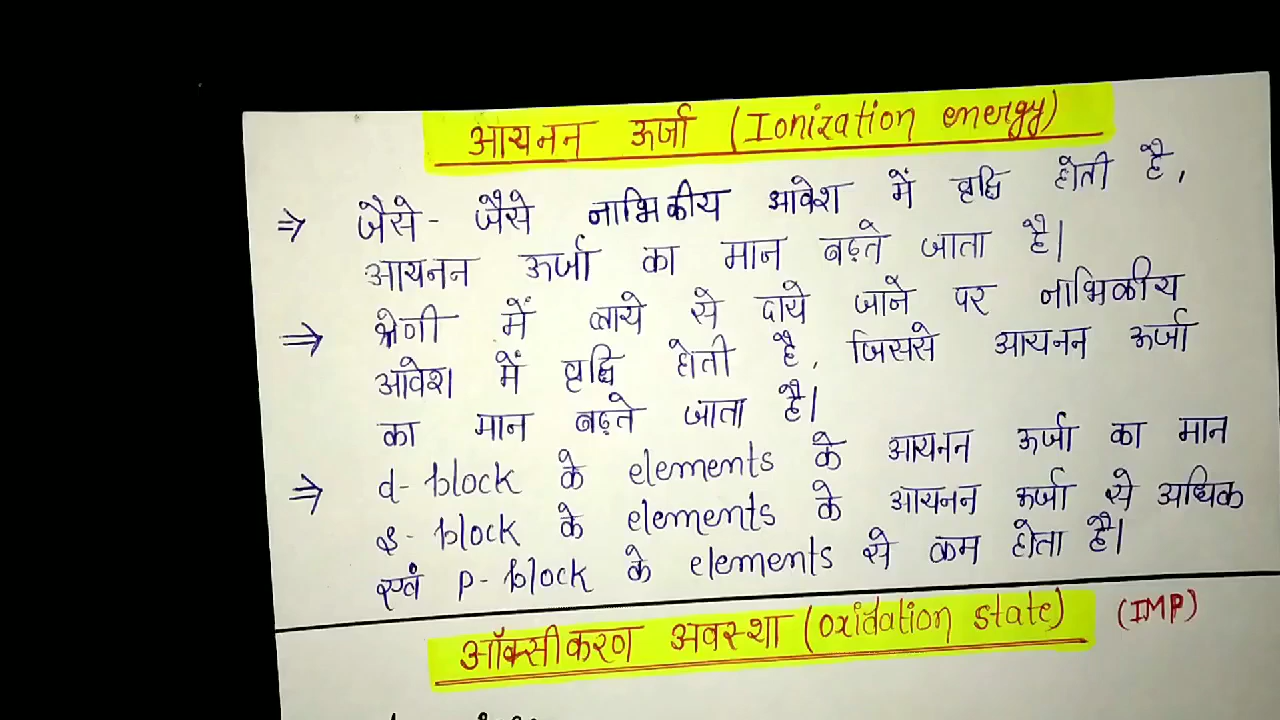 आयनन ऊर्जा (Ionization energy)
⇒ जैसे - जैसे नाभिकीय आवेश में वृद्धि होती है,
आयनन ऊर्जा का मान बढ़ते जाता है।
⇒ श्रेणी में बाये से दाये जाने पर नाभिकीय
आवेश में वृद्धि होती है, जिससे आयनन ऊर्जा
का मान बढ़ते जाता है।
⇒ d-block के elements के आयनन ऊर्जा का मान
s-block के elements के आयनन ऊर्जा से अधिक
एवं p-block के elements से कम होता है।
ऑक्सीकरण अवस्था (Oxidation state) (IMP)